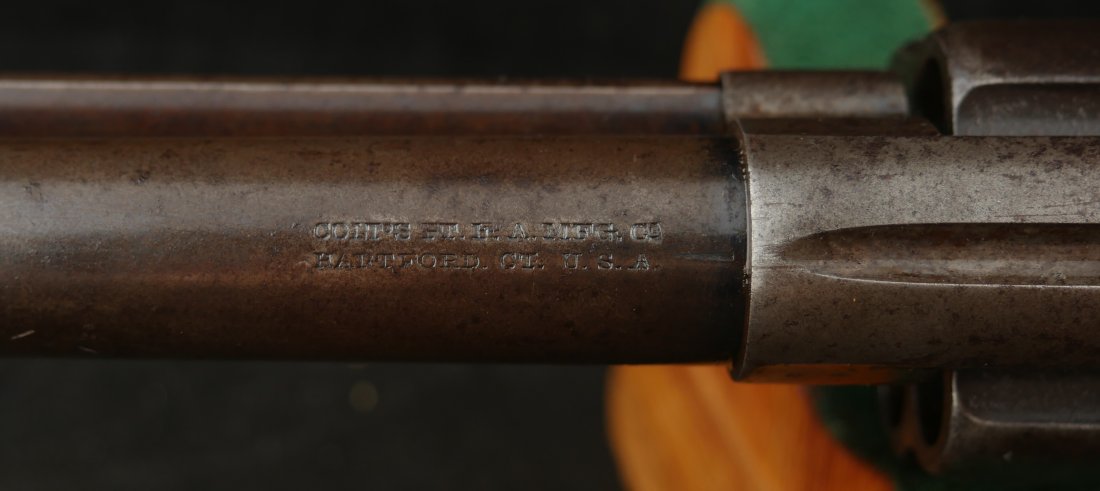 COLT'S PT. F. A. MFG. Co
HARTFORD. CT. U. S. A.